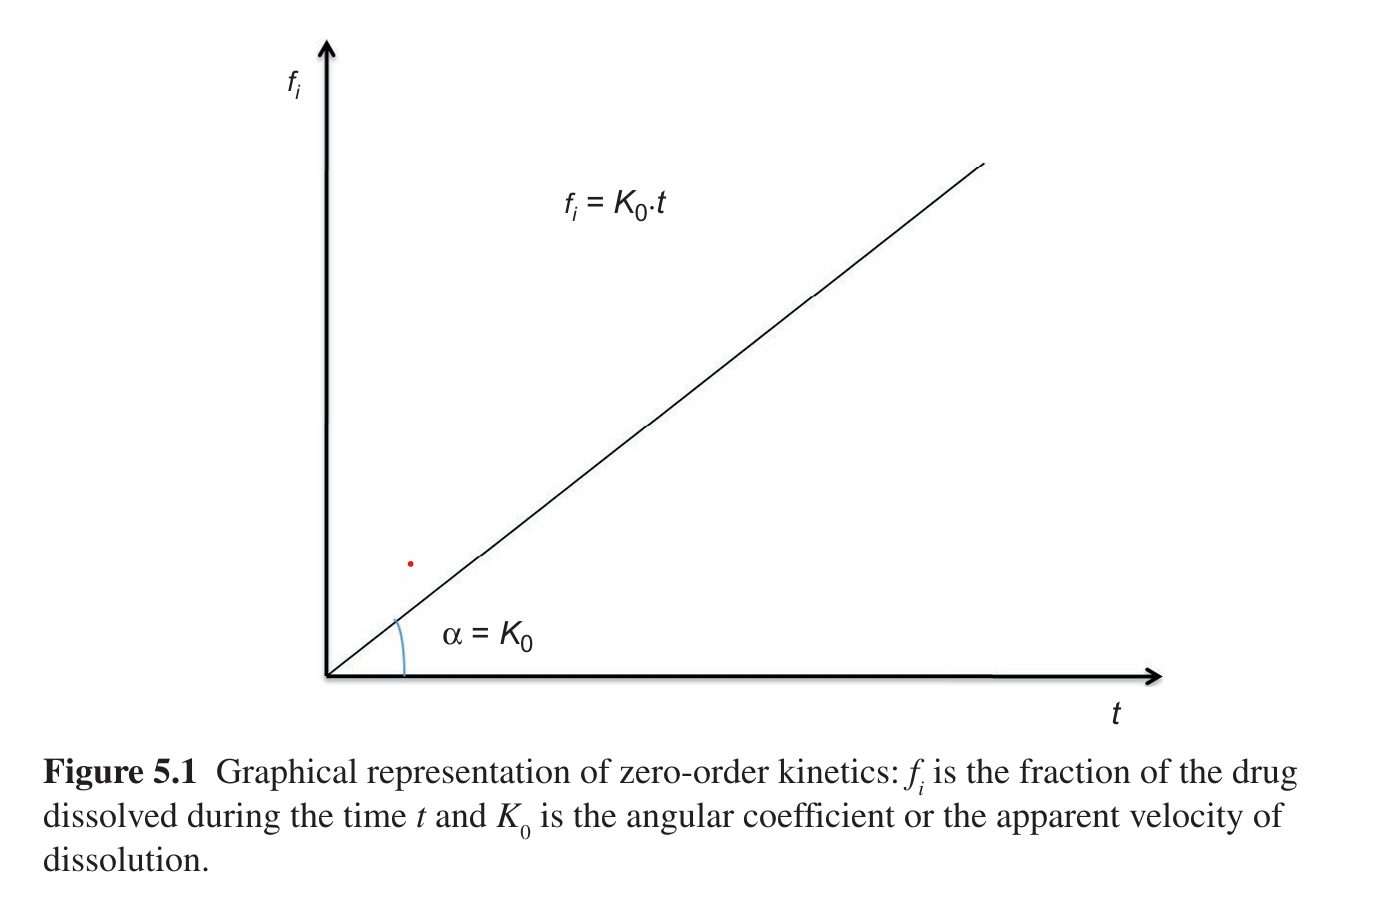 fᵢ
fᵢ = K₀.t
α = K₀
t
Figure 5.1 Graphical representation of zero-order kinetics: fᵢ is the fraction of the drug
dissolved during the time t and K₀ is the angular coefficient or the apparent velocity of
dissolution.